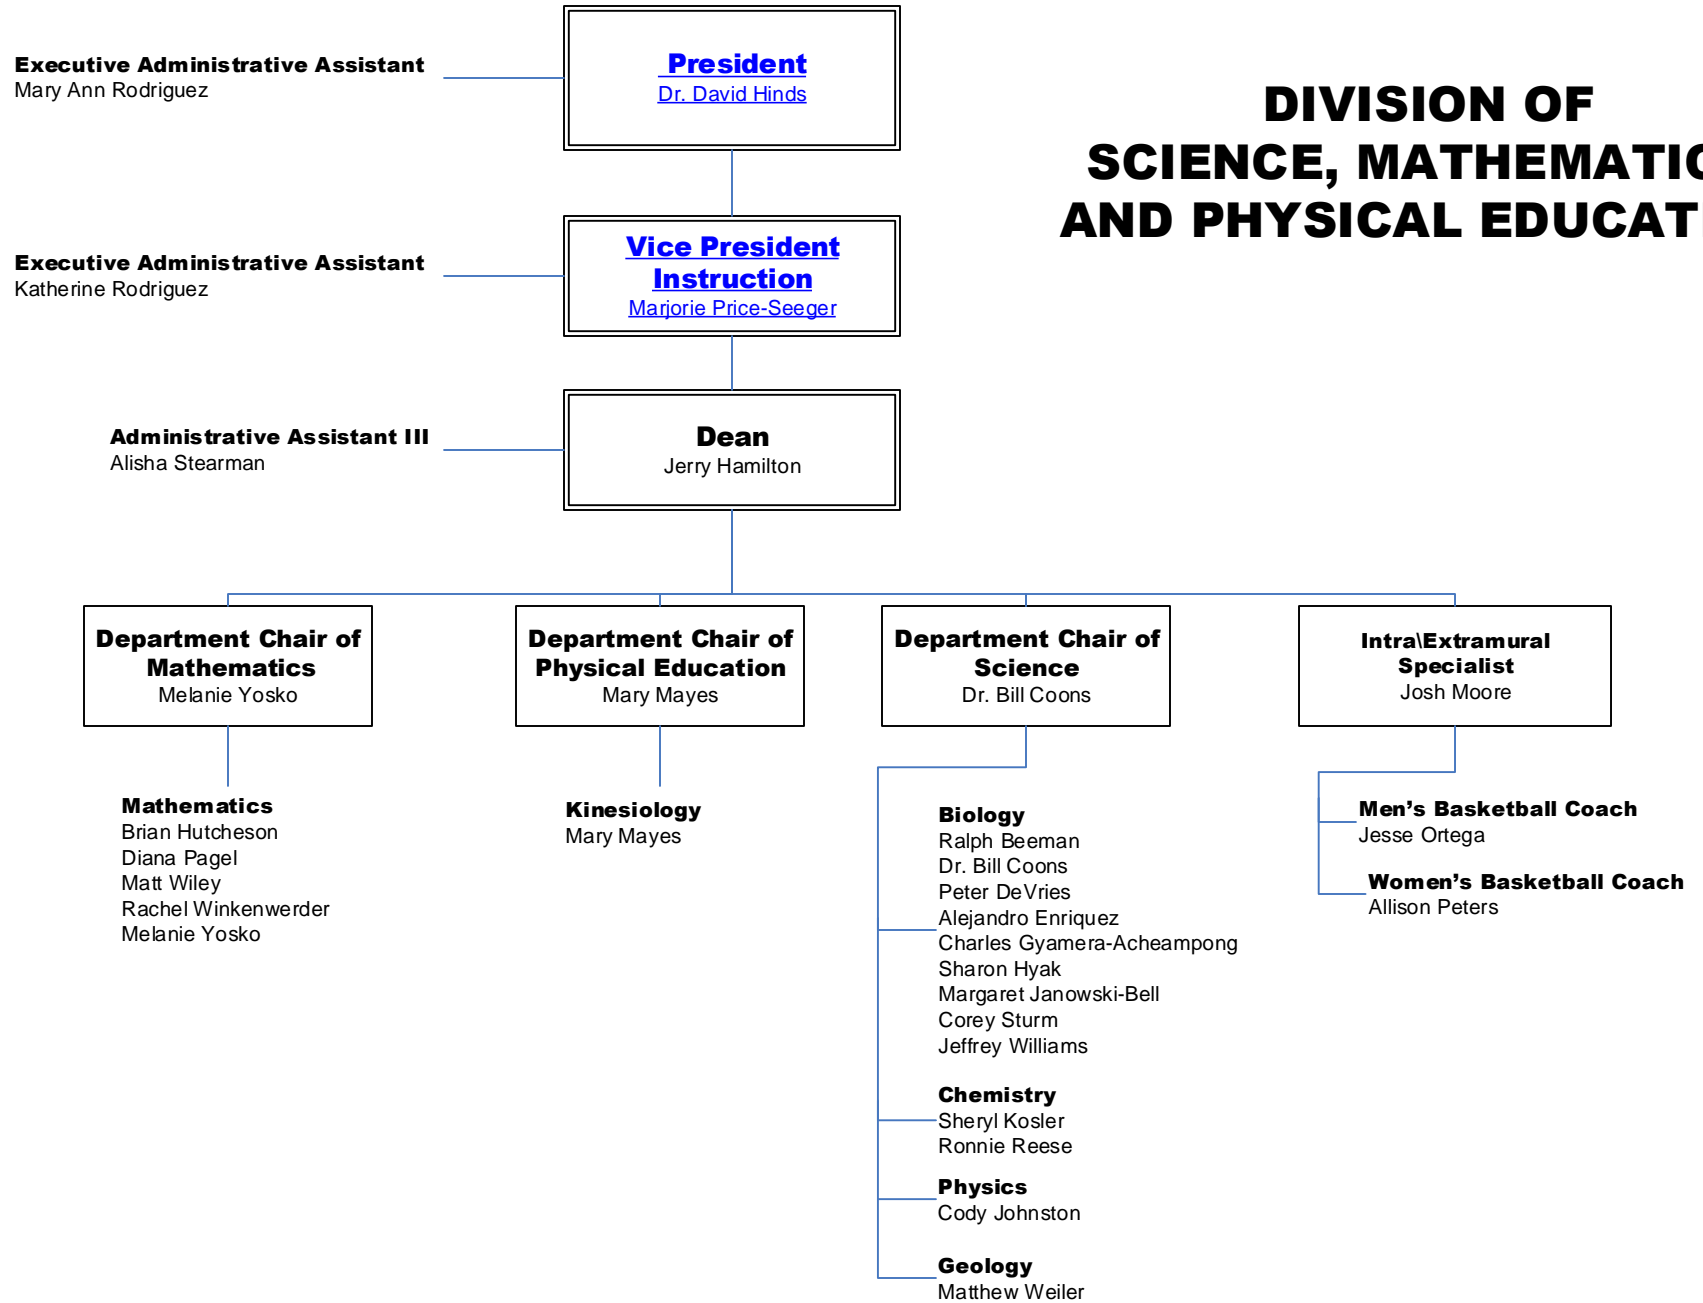 Executive Administrative Assistant
Mary Ann Rodriguez
President
Dr. David Hinds
DIVISION OF
SCIENCE, MATHEMATIC
AND PHYSICAL EDUCATI
Executive Administrative Assistant
Katherine Rodriguez
Vice President
Instruction
Marjorie Price-Seeger
Administrative Assistant III
Alisha Stearman
Dean
Jerry Hamilton
Department Chair of
Mathematics
Melanie Yosko
Department Chair of
Physical Education
Mary Mayes
Department Chair of
Science
Dr. Bill Coons
Intra\Extramural
Specialist
Josh Moore
Mathematics
Brian Hutcheson
Diana Pagel
Matt Wiley
Rachel Winkenwerder
Melanie Yosko
Kinesiology
Mary Mayes
Biology
Ralph Beeman
Dr. Bill Coons
Peter DeVries
Alejandro Enriquez
Charles Gyamera-Acheampong
Sharon Hyak
Margaret Janowski-Bell
Corey Sturm
Jeffrey Williams
Chemistry
Sheryl Kosler
Ronnie Reese
Physics
Cody Johnston
Geology
Matthew Weiler
Men's Basketball Coach
Jesse Ortega
Women's Basketball Coach
Allison Peters